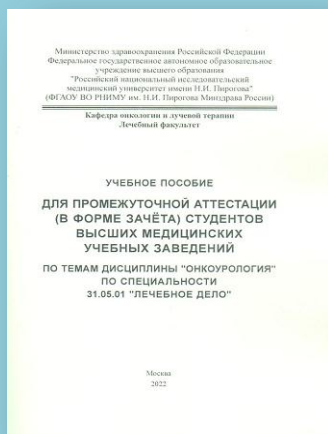 Министерство здравоохранения Российской Федерации
Федеральное государственное автономное образовательное
учреждение высшего образования
"Российский национальный исследовательский
медицинский университет имени Н.И. Пирогова"
(ФГАОУ ВО РНИМУ им. Н.И. Пирогова Минздрава России)
Кафедра онкологии и лучевой терапии
Лечебный факультет
УЧЕБНОЕ ПОСОБИЕ
ДЛЯ ПРОМЕЖУТОЧНОЙ АТТЕСТАЦИИ
(В ФОРМЕ ЗАЧЁТА) СТУДЕНТОВ
ВЫСШИХ МЕДИЦИНСКИХ
УЧЕБНЫХ ЗАВЕДЕНИЙ
ПО ТЕМАМ ДИСЦИПЛИНЫ "ОНКОУРОЛОГИЯ"
ПО СПЕЦИАЛЬНОСТИ
31.05.01 "ЛЕЧЕБНОЕ ДЕЛО"
Москва
2022